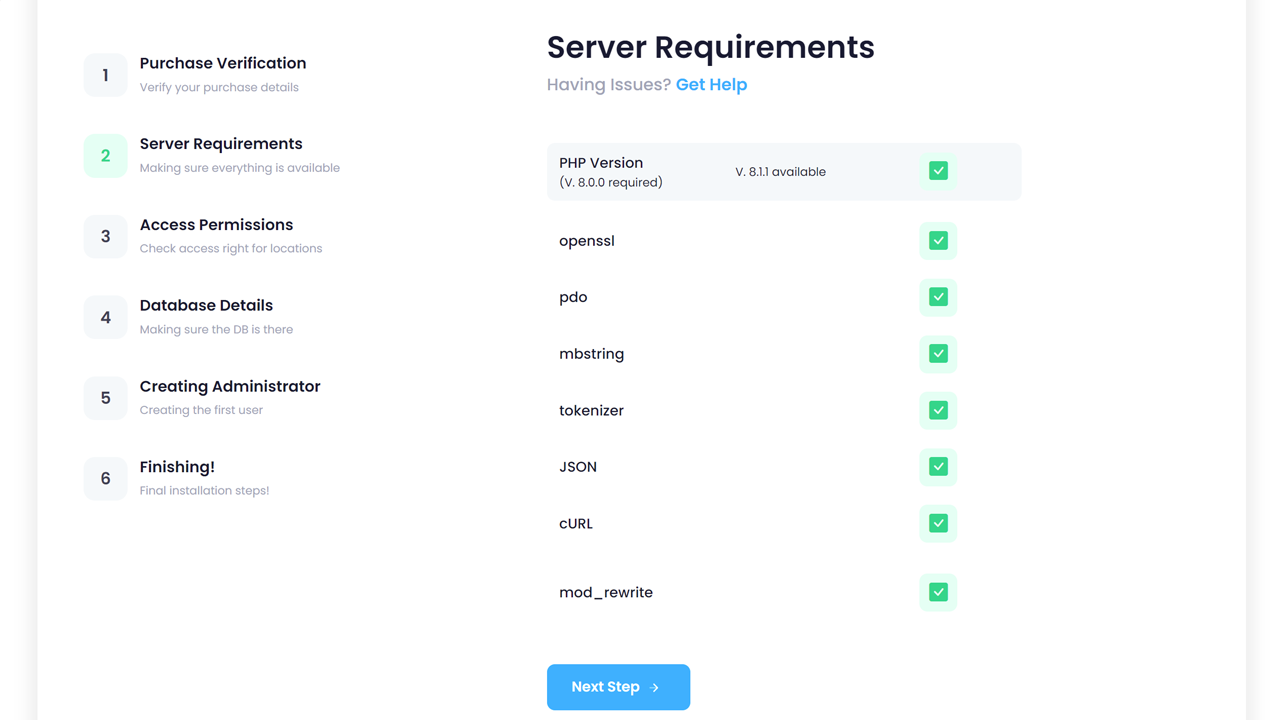 1
Purchase Verification
Verify your purchase details
2
Server Requirements
Making sure everything is available
3
Access Permissions
Check access right for locations
4
Database Details
Making sure the DB is there
5
Creating Administrator
Creating the first user
6
Finishing!
Final installation steps!
Server Requirements
Having Issues? Get Help
PHP Version
(V. 8.0.0 required)
V. 8.1.1 available
openssl
pdo
mbstring
tokenizer
JSON
cURL
mod_rewrite
Next Step →